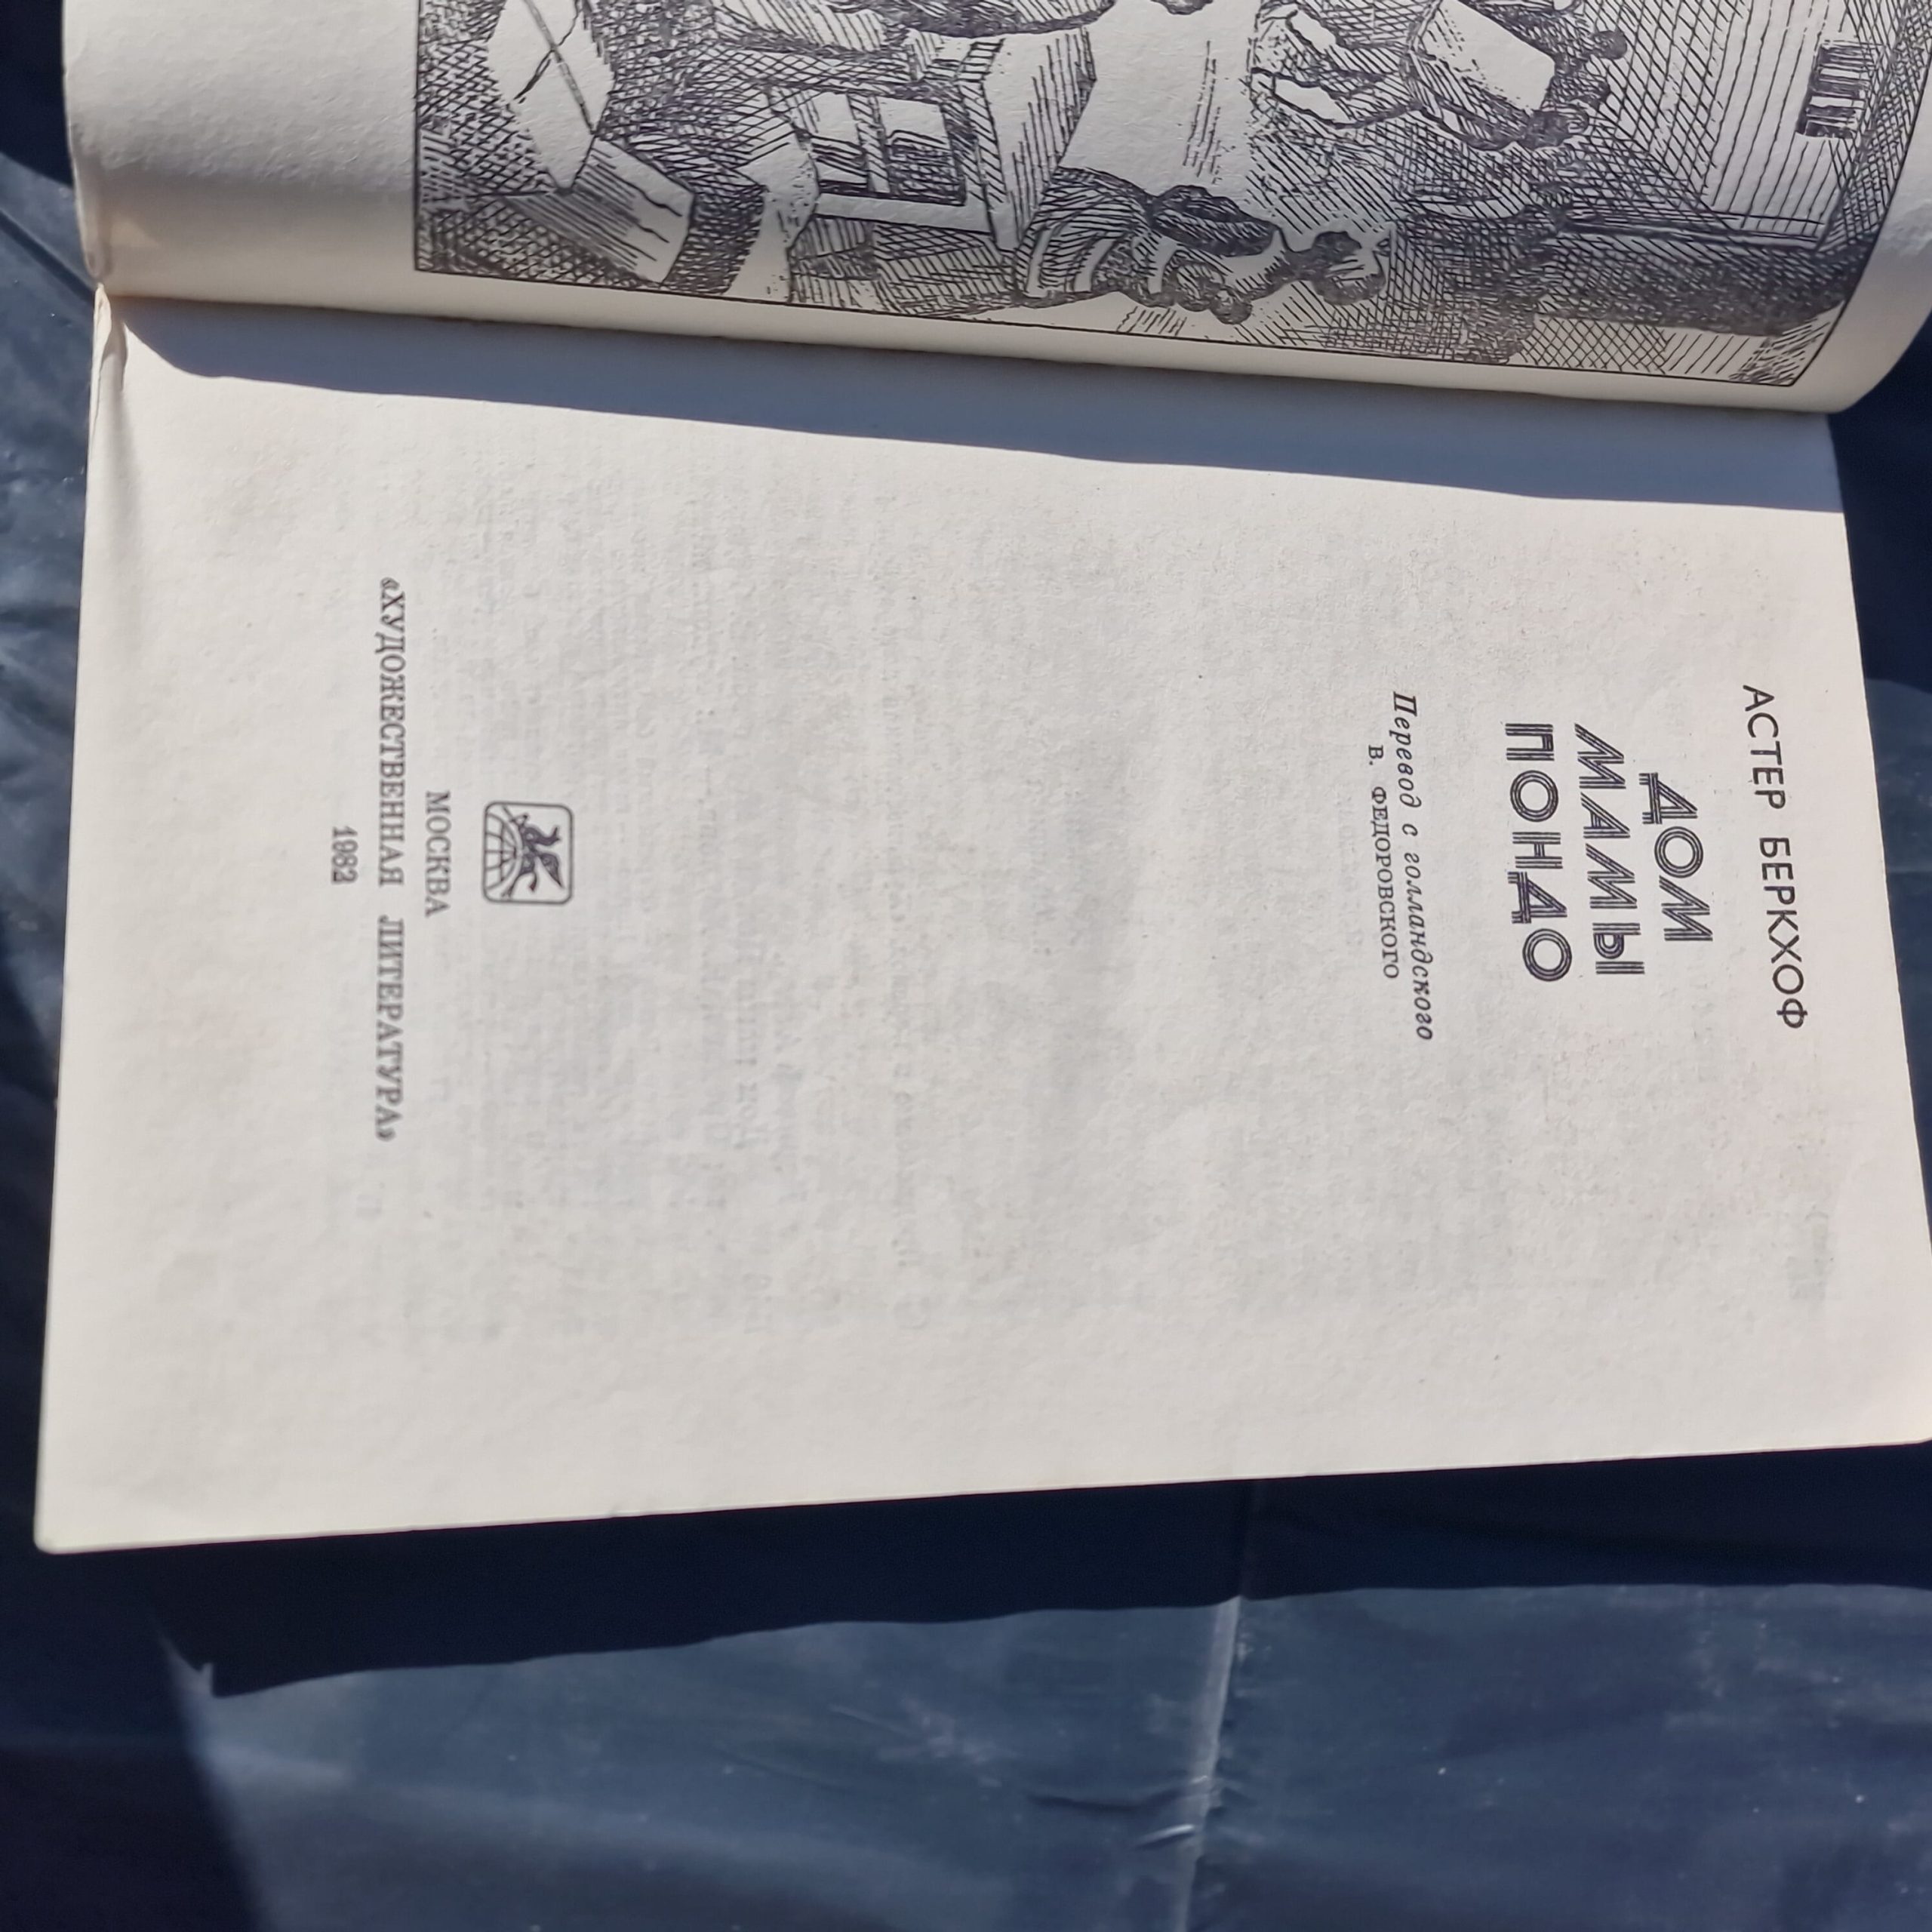 АСТЕР БЕРКХОФ
ДОМ
МАМЫ
ПОНДО
Перевод с голландского
В. ФЕДОРОВСКОГО
МОСКВА
«ХУДОЖЕСТВЕННАЯ ЛИТЕРАТУРА»
1982